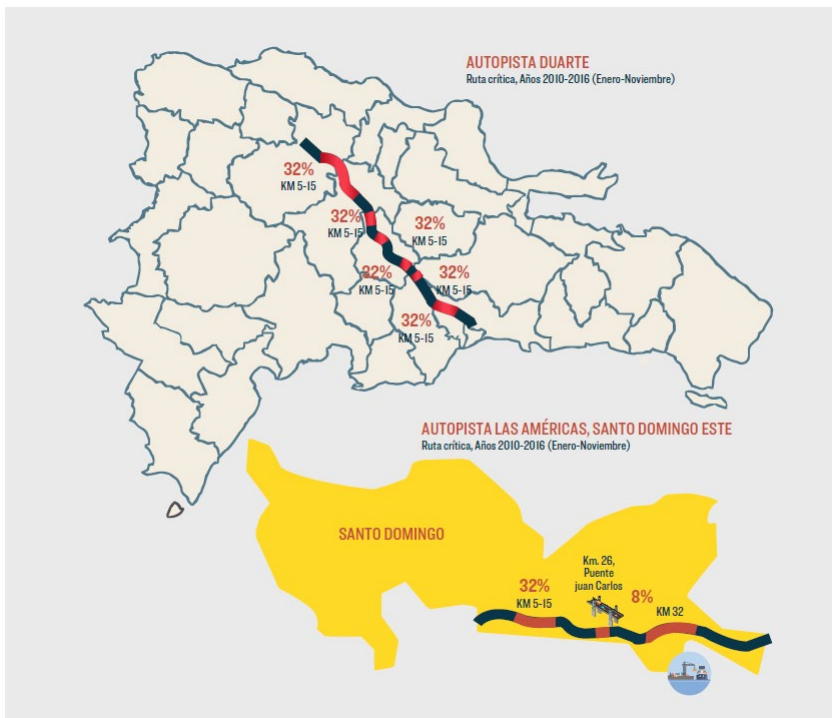 AUTOPISTA DUARTE
Ruta crítica, Años 2010-2016 (Enero-Noviembre)
32%
KM 5-15
32%
KM 5-15
32%
KM 5-15
32%
KM 5-15
32%
KM 5-15
32%
KM 5-15
AUTOPISTA LAS AMÉRICAS, SANTO DOMINGO ESTE
Ruta crítica, Años 2010-2016 (Enero-Noviembre)
SANTO DOMINGO
32%
KM 5-15
Km. 26,
Puente
juan Carlos
8%
KM 32